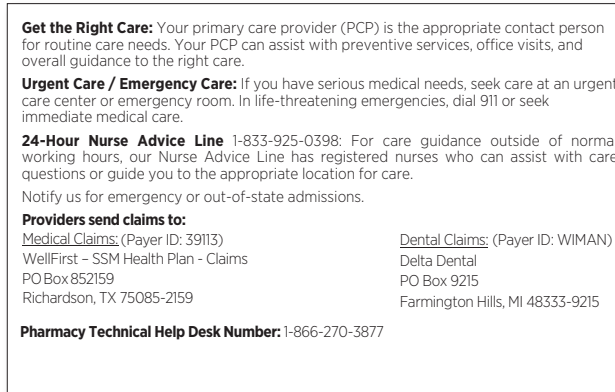 Get the Right Care: Your primary care provider (PCP) is the appropriate contact person
for routine care needs. Your PCP can assist with preventive services, office visits, and
overall guidance to the right care.
Urgent Care / Emergency Care: If you have serious medical needs, seek care at an urgent
care center or emergency room. In life-threatening emergencies, dial 911 or seek
immediate medical care.
24-Hour Nurse Advice Line 1-833-925-0398: For care guidance outside of norma
working hours, our Nurse Advice Line has registered nurses who can assist with care
questions or guide you to the appropriate location for care.
Notify us for emergency or out-of-state admissions.
Providers send claims to:
Medical Claims: (Payer ID: 39113)
WellFirst – SSM Health Plan - Claims
PO Box 852159
Richardson, TX 75085-2159
Dental Claims: (Payer ID: WIMAN)
Delta Dental
PO Box 9215
Farmington Hills, MI 48333-9215
Pharmacy Technical Help Desk Number: 1-866-270-3877